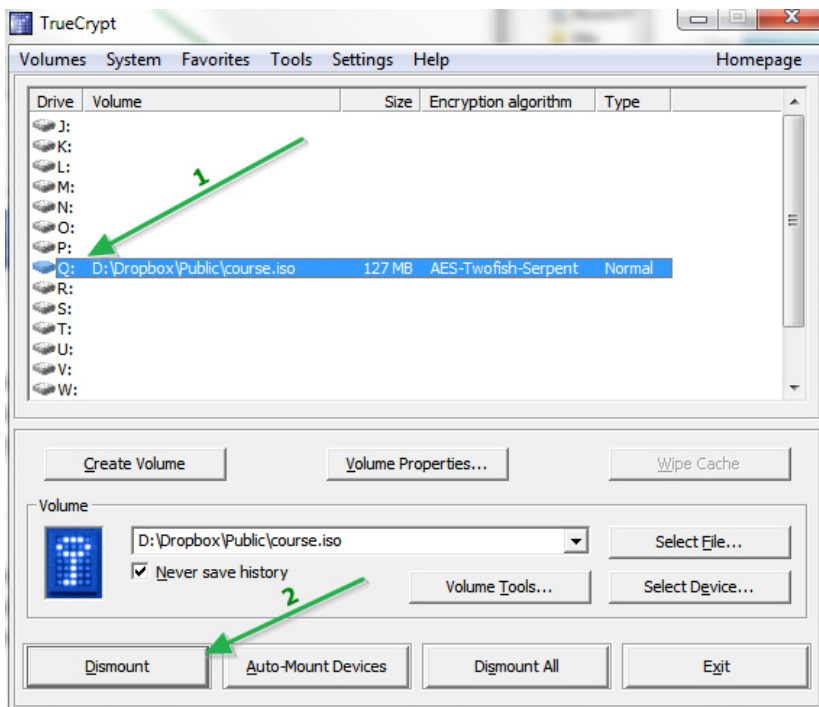 TrueCrypt
Volumes System Favorites Tools Settings Help Homepage
Drive Volume Size Encryption algorithm Type
J:
K:
L:
M:
N:
O:
P:
Q: D:\Dropbox\Public\course.iso 127 MB AES-Twofish-Serpent Normal
R:
S:
T:
U:
V:
W:
1
Create Volume Volume Properties... Wipe Cache
Volume
D:\Dropbox\Public\course.iso Select File...
Never save history
Volume Tools... Select Device...
2
Dismount Auto-Mount Devices Dismount All Exit